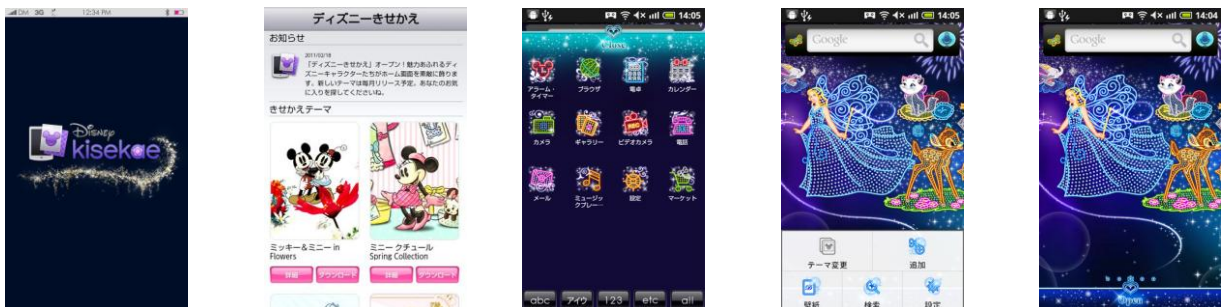 DM 3G 12:34 PM
Disney
kisekae
ディズニーきせかえ
お知らせ
2011/02/18
「ディズニーきせかえ」オープン！魅力あふれるディ
ズニーキャラクターたちがホーム画面を素敵に飾りま
す。新しいテーマは毎月リリース予定。あなたのお気
に入りを探してくださいね。
きせかえテーマ
ミッキー＆ミニー in
Flowers
ミニー クチュール
Spring Collection
詳細 ダウンロード 詳細 ダウンロード
14:05
Close
アラーム・
タイマー
ブラウザ
電卓
カレンダー
カメラ
ギャラリー
ビデオカメラ
電話
メール
ミュージッ
クプレー…
設定
マーケット
abc アイウ 123 etc all
14:05
Google
テーマ変更
追加
壁紙
検索
設定
14:04
Google
Open